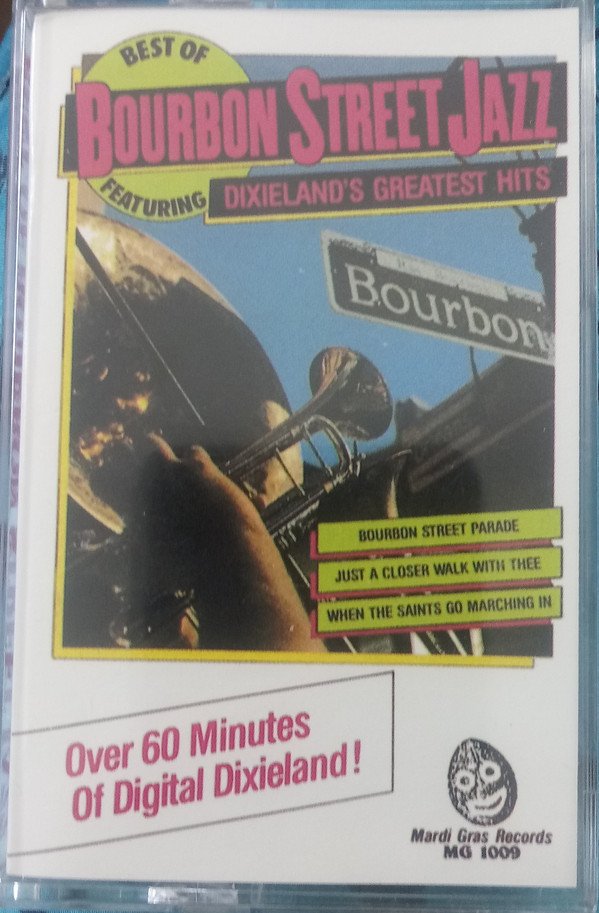 BEST OF
BOURBON STREET JAZZ
FEATURING DIXIELAND'S GREATEST HITS
Bourbon
BOURBON STREET PARADE
JUST A CLOSER WALK WITH THEE
WHEN THE SAINTS GO MARCHING IN
Over 60 Minutes
Of Digital Dixieland!
Mardi Gras Records
MG 1009